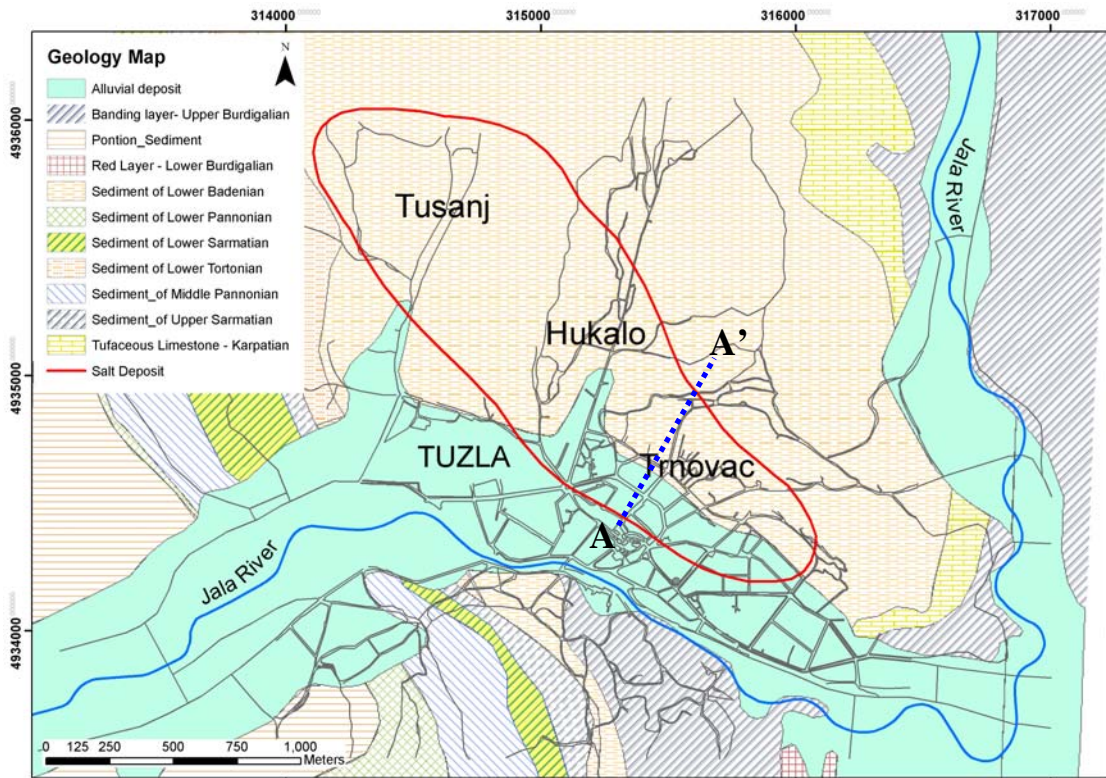 314000 315000 316000 317000
4936000
4935000
4934000
Geology Map
N
Alluvial deposit
Banding layer- Upper Burdigalian
Pontion_Sediment
Red Layer - Lower Burdigalian
Sediment of Lower Badenian
Sediment of Lower Pannonian
Sediment of Lower Sarmatian
Sediment of Lower Tortonian
Sediment_of Middle Pannonian
Sediment_of Upper Sarmatian
Tufaceous Limestone - Karpatian
Salt Deposit
Jala River
Tusanj
Hukalo
A'
TUZLA
Trnovac
A
Jala River
0 125 250 500 750 1,000
Meters